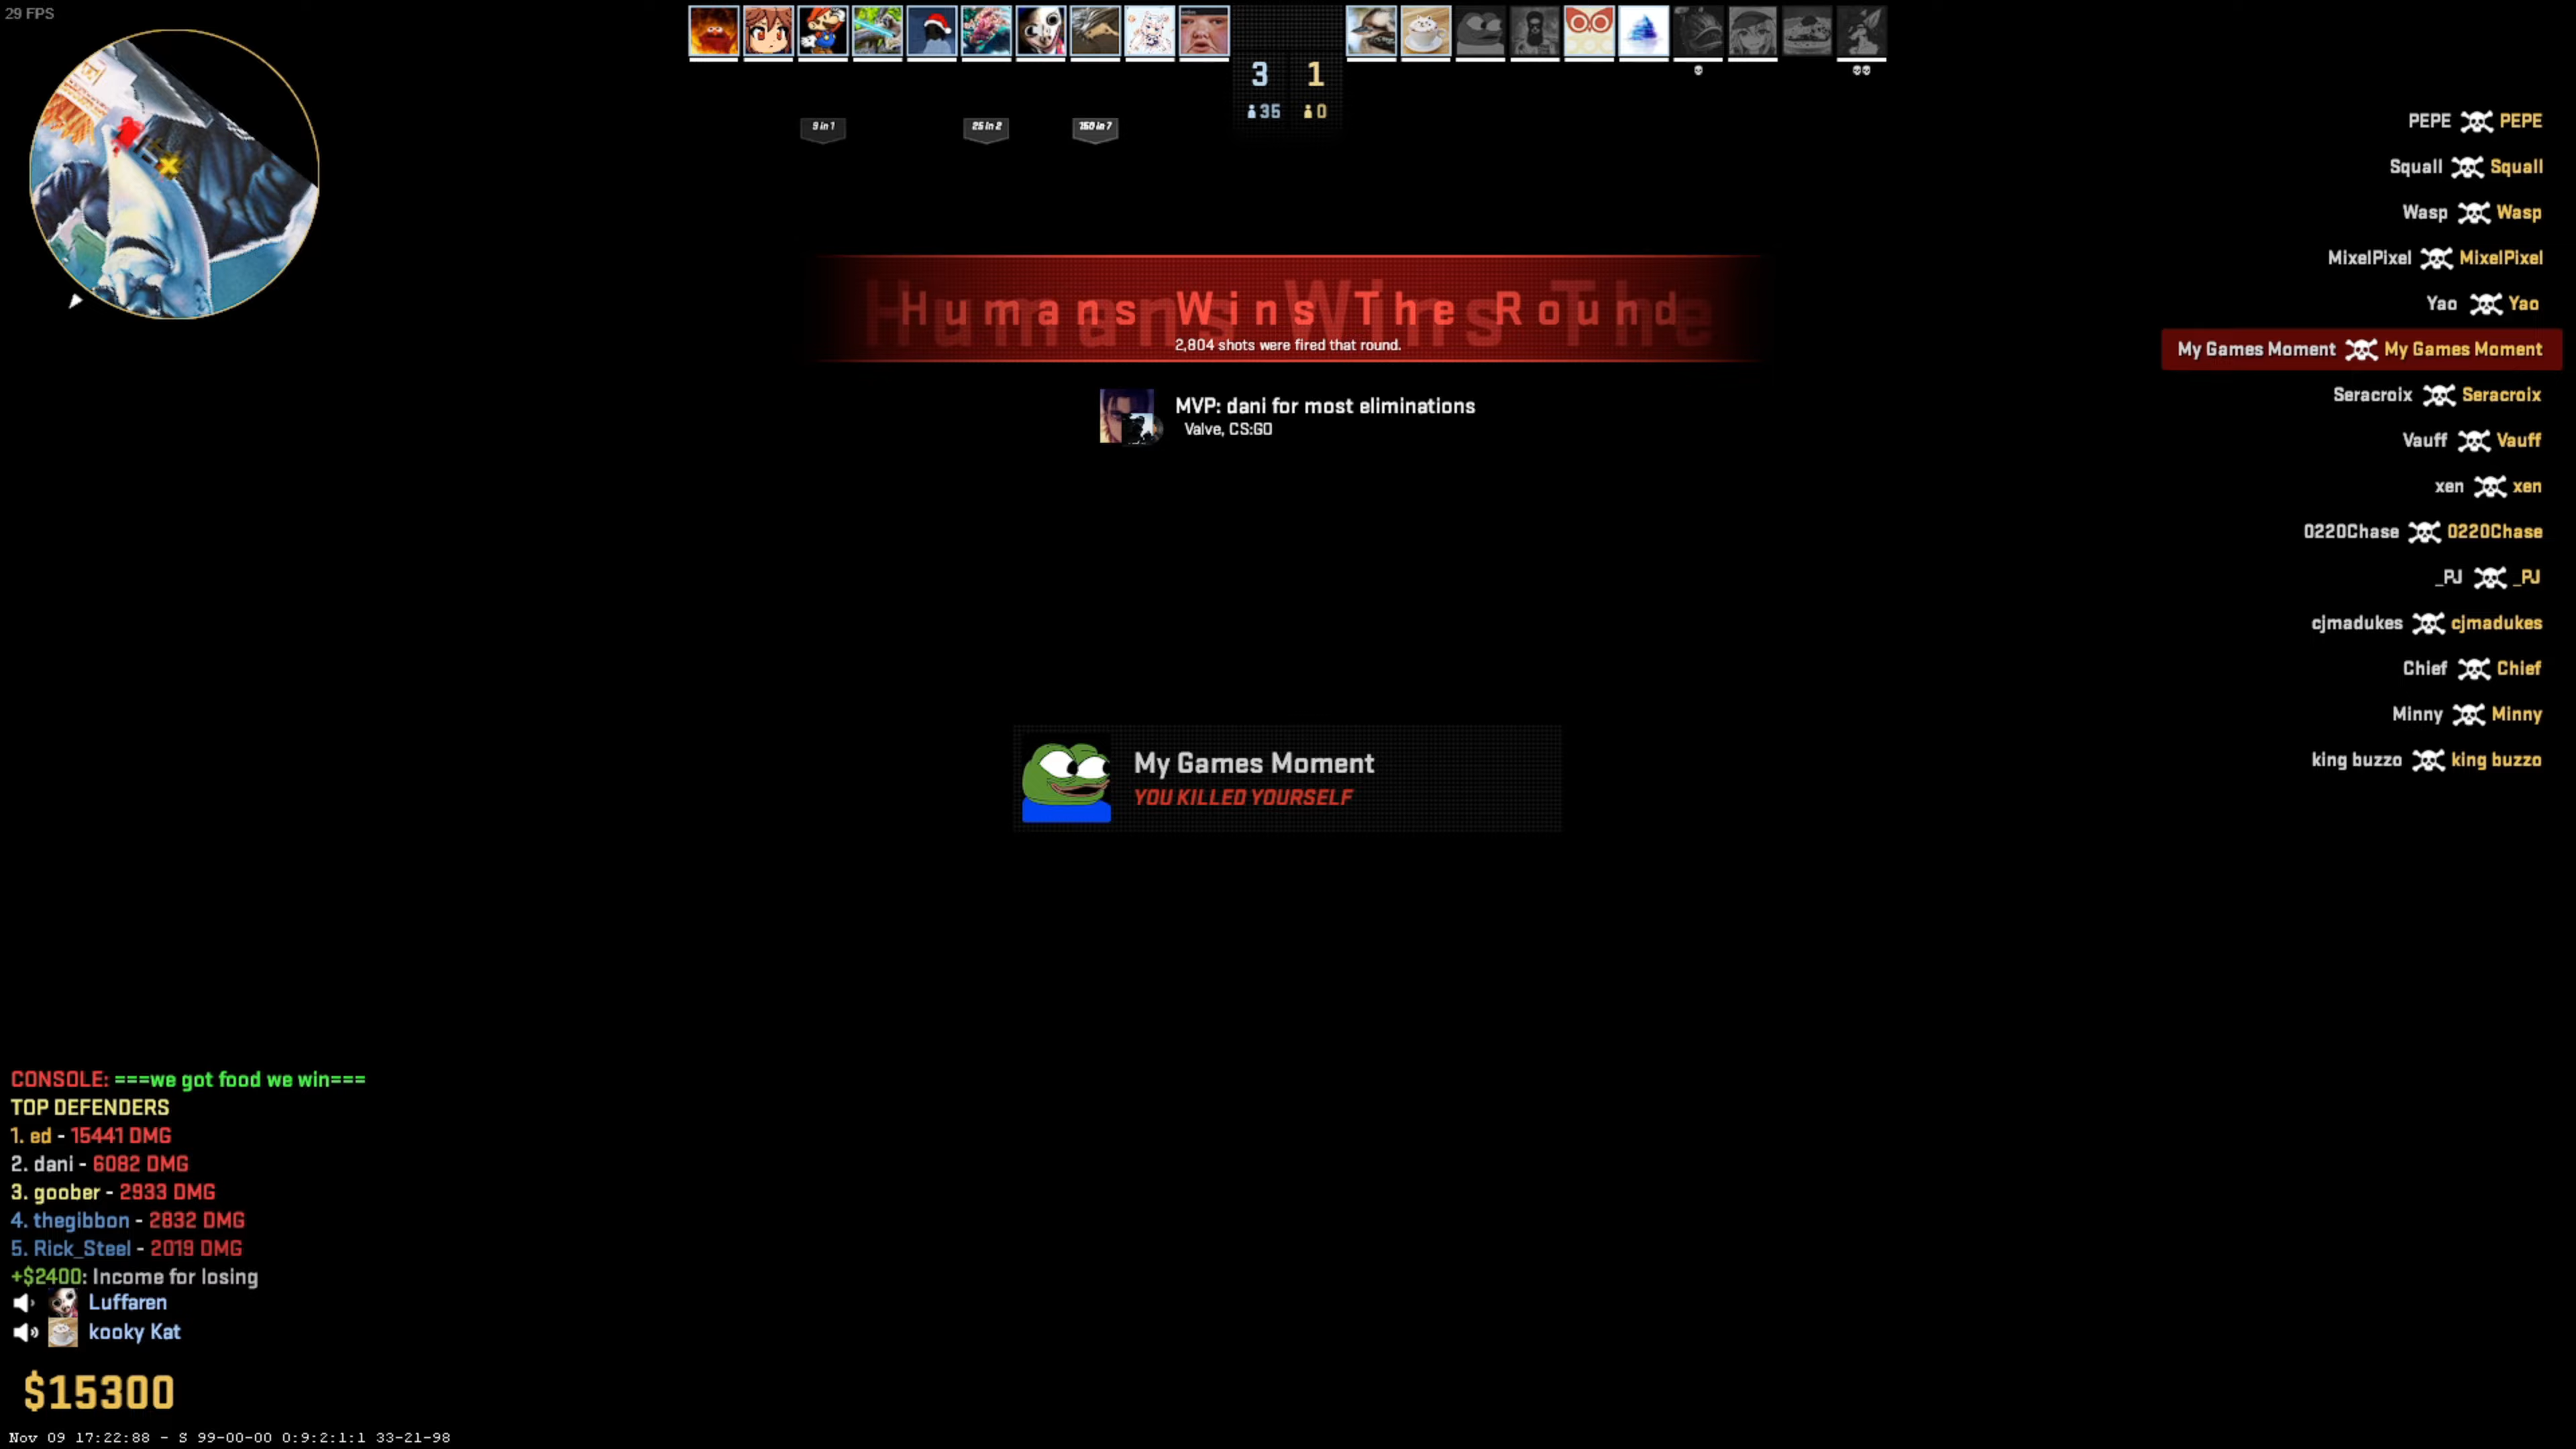 29 FPS
3 1
35 0
9 in 1
25 in 2
150 in 7
Humans Wins The Round
Humans Wins The
2,804 shots were fired that round.
MVP: dani for most eliminations
Valve, CS:GO
PEPE PEPE
Squall Squall
Wasp Wasp
MixelPixel MixelPixel
Yao Yao
My Games Moment My Games Moment
Seracroix Seracroix
Vauff Vauff
xen xen
0220Chase 0220Chase
_PJ _PJ
cjmadukes cjmadukes
Chief Chief
Minny Minny
king buzzo king buzzo
My Games Moment
YOU KILLED YOURSELF
CONSOLE: ===we got food we win===
TOP DEFENDERS
1. ed - 15441 DMG
2. dani - 6082 DMG
3. goober - 2933 DMG
4. thegibbon - 2832 DMG
5. Rick_Steel - 2019 DMG
+$2400: Income for losing
Luffaren
kooky Kat
$15300
Nov 09 17:22:88 - S 99-00-00 0:9:2:1:1 33-21-98